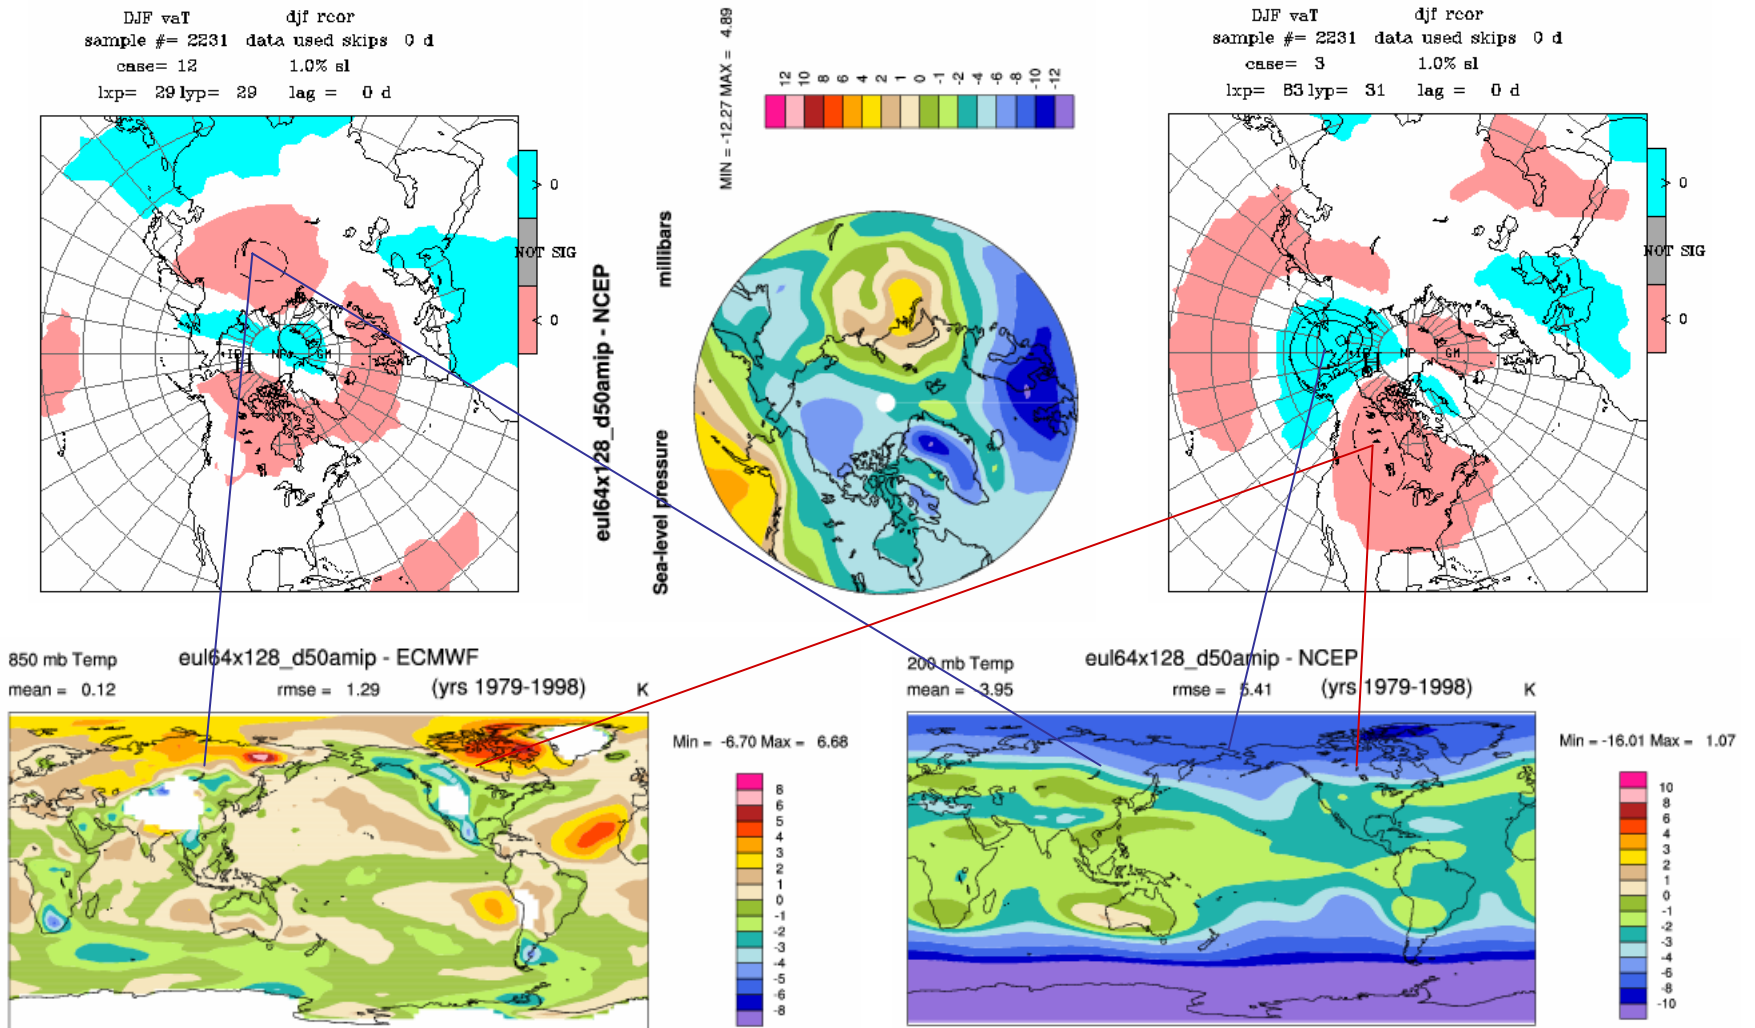 DJF vaT djf rcor
sample #= 2231 data used skips 0 d
case= 12 1.0% sl
lxp= 29 lyp= 29 lag = 0 d
> 0
NOT SIG
< 0
ID NP GM
MIN = -12.27 MAX = 4.89
12 10 8 6 4 2 1 0 -1 -2 -4 -6 -8 -10 -12
eul64x128_d50amip - NCEP
Sea-level pressure millibars
DJF vaT djf rcor
sample #= 2231 data used skips 0 d
case= 3 1.0% sl
lxp= 83 lyp= 31 lag = 0 d
> 0
NOT SIG
< 0
NP GM
850 mb Temp eul64x128_d50amip - ECMWF
mean = 0.12 rmse = 1.29 (yrs 1979-1998) K
Min = -6.70 Max = 6.68
8
6
5
4
3
2
1
0
-1
-2
-3
-4
-5
-6
-8
200 mb Temp eul64x128_d50amip - NCEP
mean = -3.95 rmse = 5.41 (yrs 1979-1998) K
Min = -16.01 Max = 1.07
10
8
6
4
3
2
1
0
-1
-2
-3
-4
-6
-8
-10